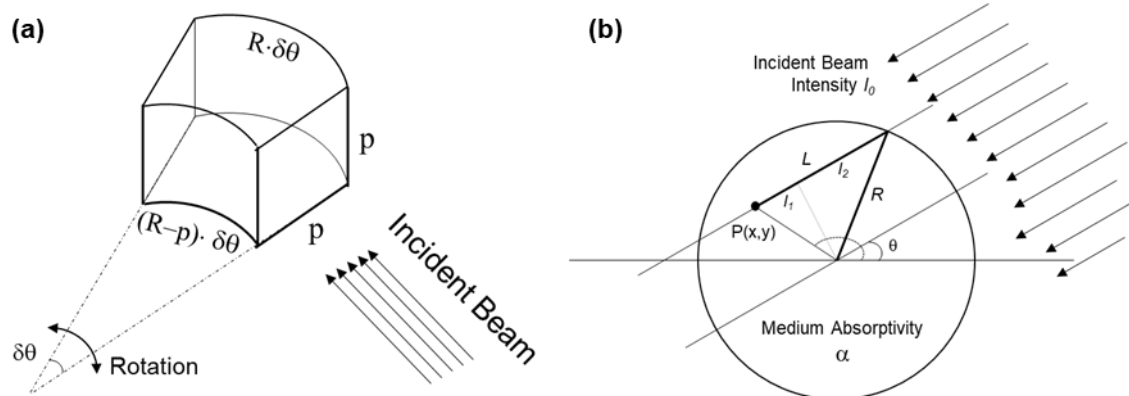 (a)
R·δθ
p
(R–p)· δθ
p
Incident Beam
δθ
Rotation
(b)
Incident Beam
Intensity I₀
L
l₂
l₁
R
P(x,y)
θ
Medium Absorptivity
α